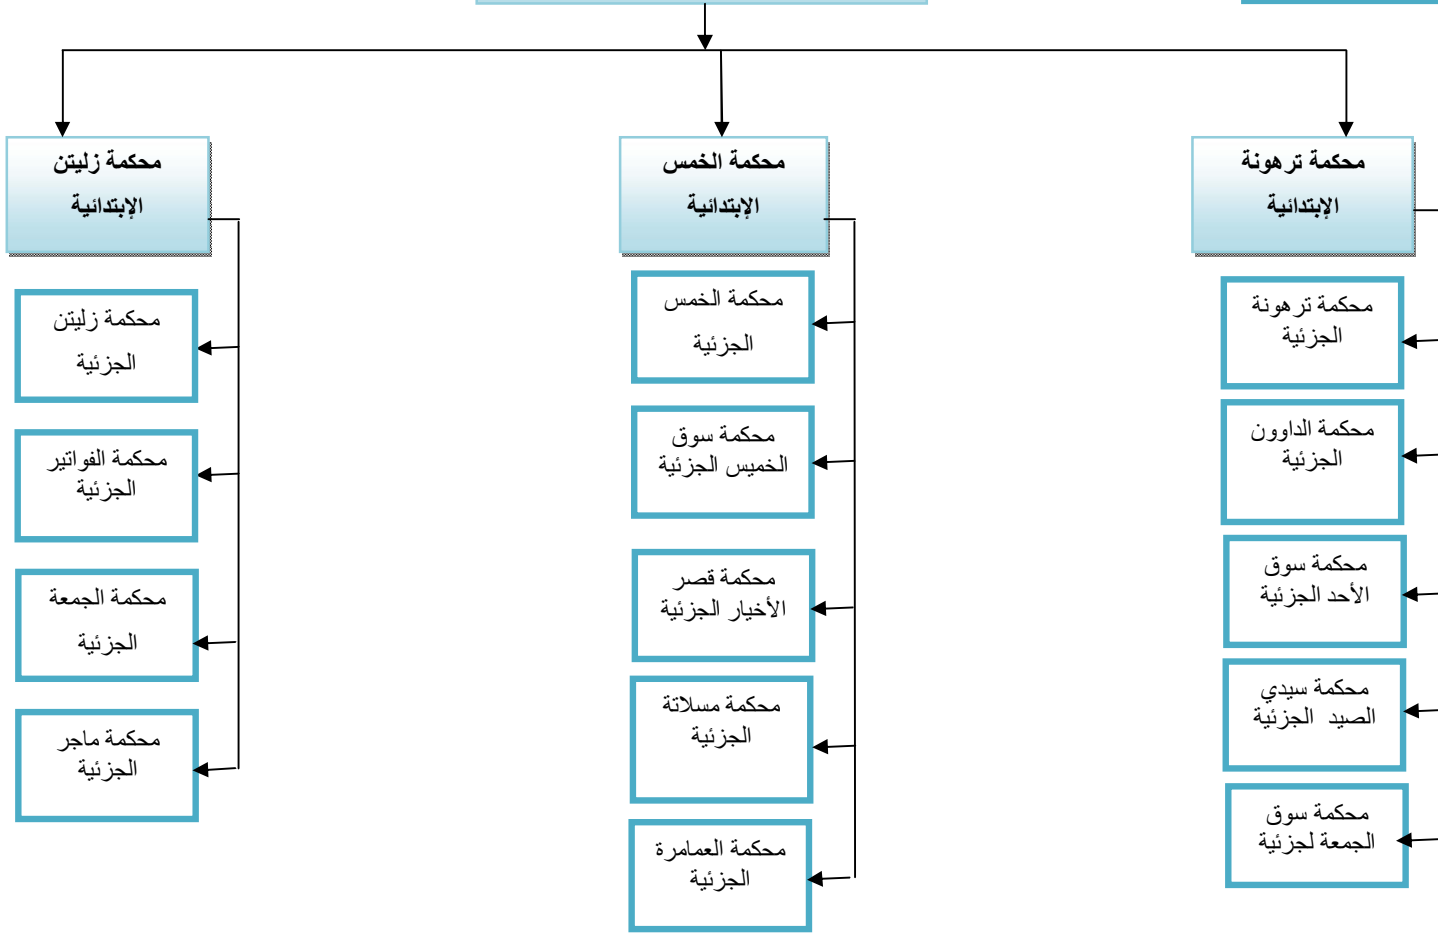 محكمة ترهونة
الإبتدائية
محكمة ترهونة
الجزئية
محكمة الداوون
الجزئية
محكمة سوق
الأحد الجزئية
محكمة سيدي
الصيد الجزئية
محكمة سوق
الجمعة لجزئية
محكمة الخمس
الإبتدائية
محكمة الخمس
الجزئية
محكمة سوق
الخميس الجزئية
محكمة قصر
الأخيار الجزئية
محكمة مسلاتة
الجزئية
محكمة العمامرة
الجزئية
محكمة زليتن
الإبتدائية
محكمة زليتن
الجزئية
محكمة الفواتير
الجزئية
محكمة الجمعة
الجزئية
محكمة ماجر
الجزئية